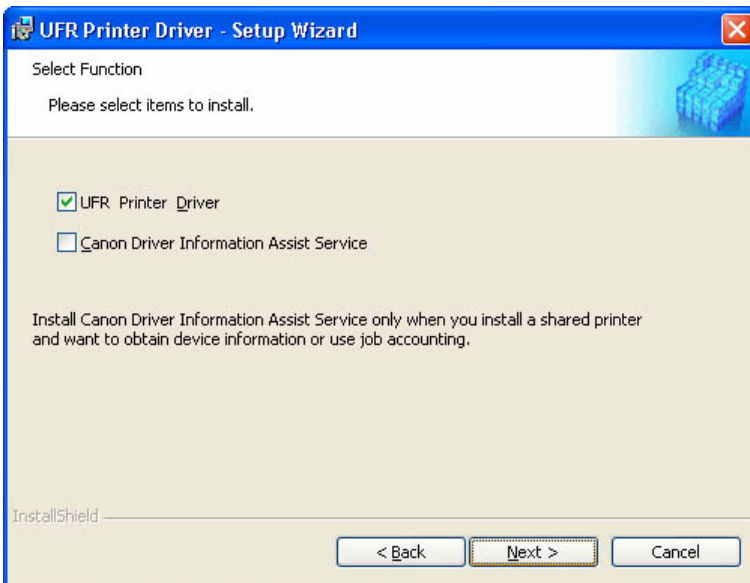 UFR Printer Driver - Setup Wizard
Select Function
Please select items to install.
UFR Printer Driver
Canon Driver Information Assist Service
Install Canon Driver Information Assist Service only when you install a shared printer
and want to obtain device information or use job accounting.
InstallShield
< Back Next > Cancel